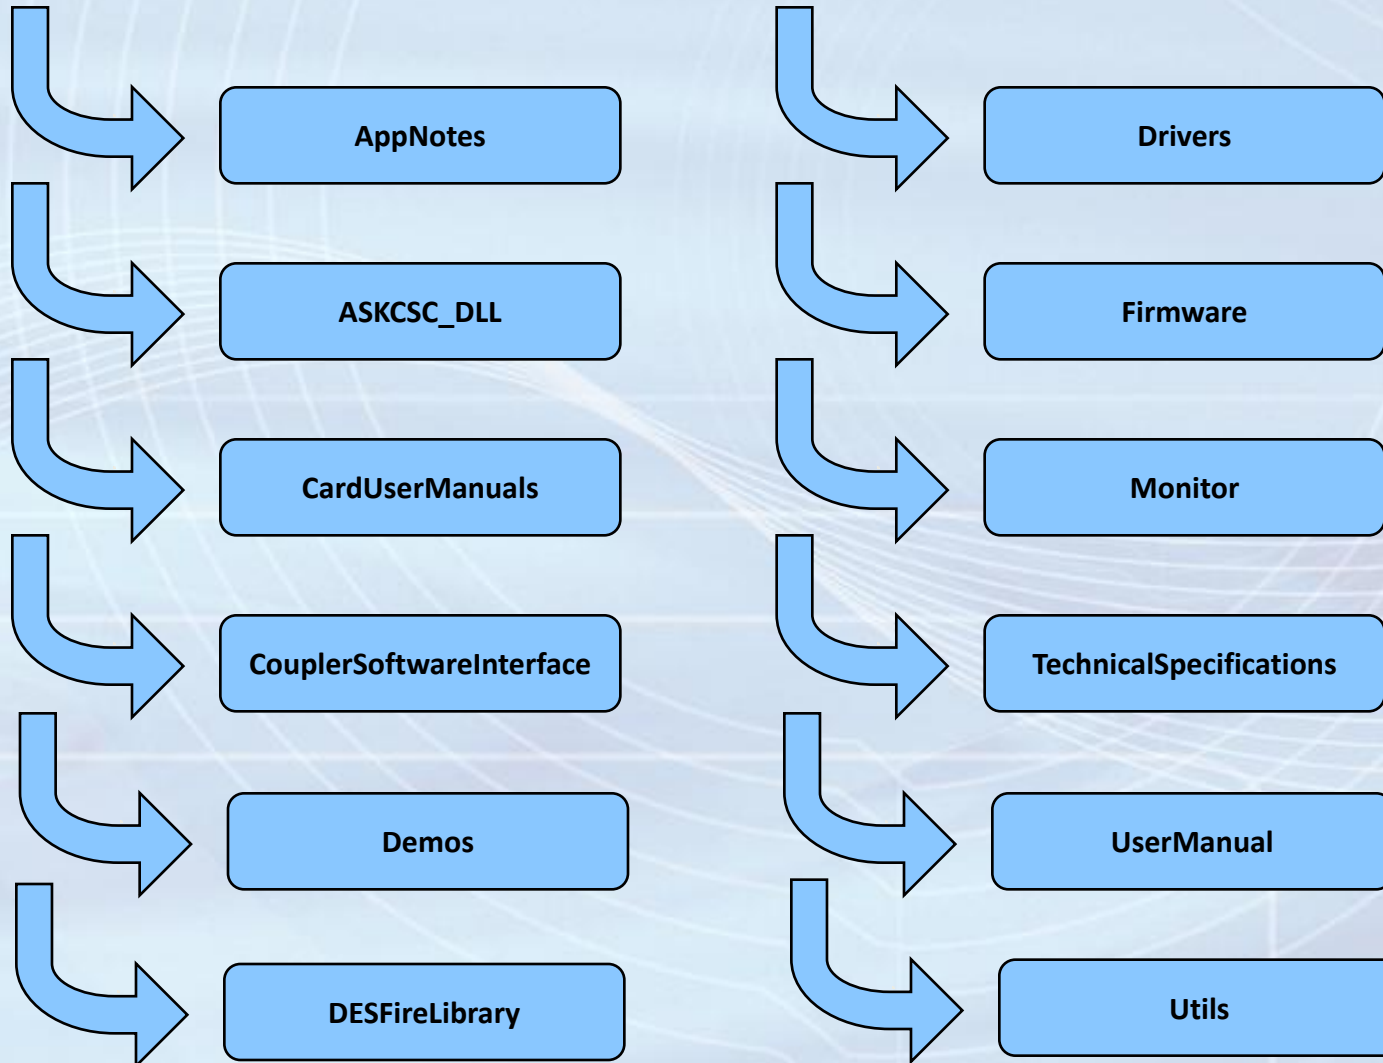 AppNotes
ASKCSC_DLL
CardUserManuals
CouplerSoftwareInterface
Demos
DESFireLibrary
Drivers
Firmware
Monitor
TechnicalSpecifications
UserManual
Utils